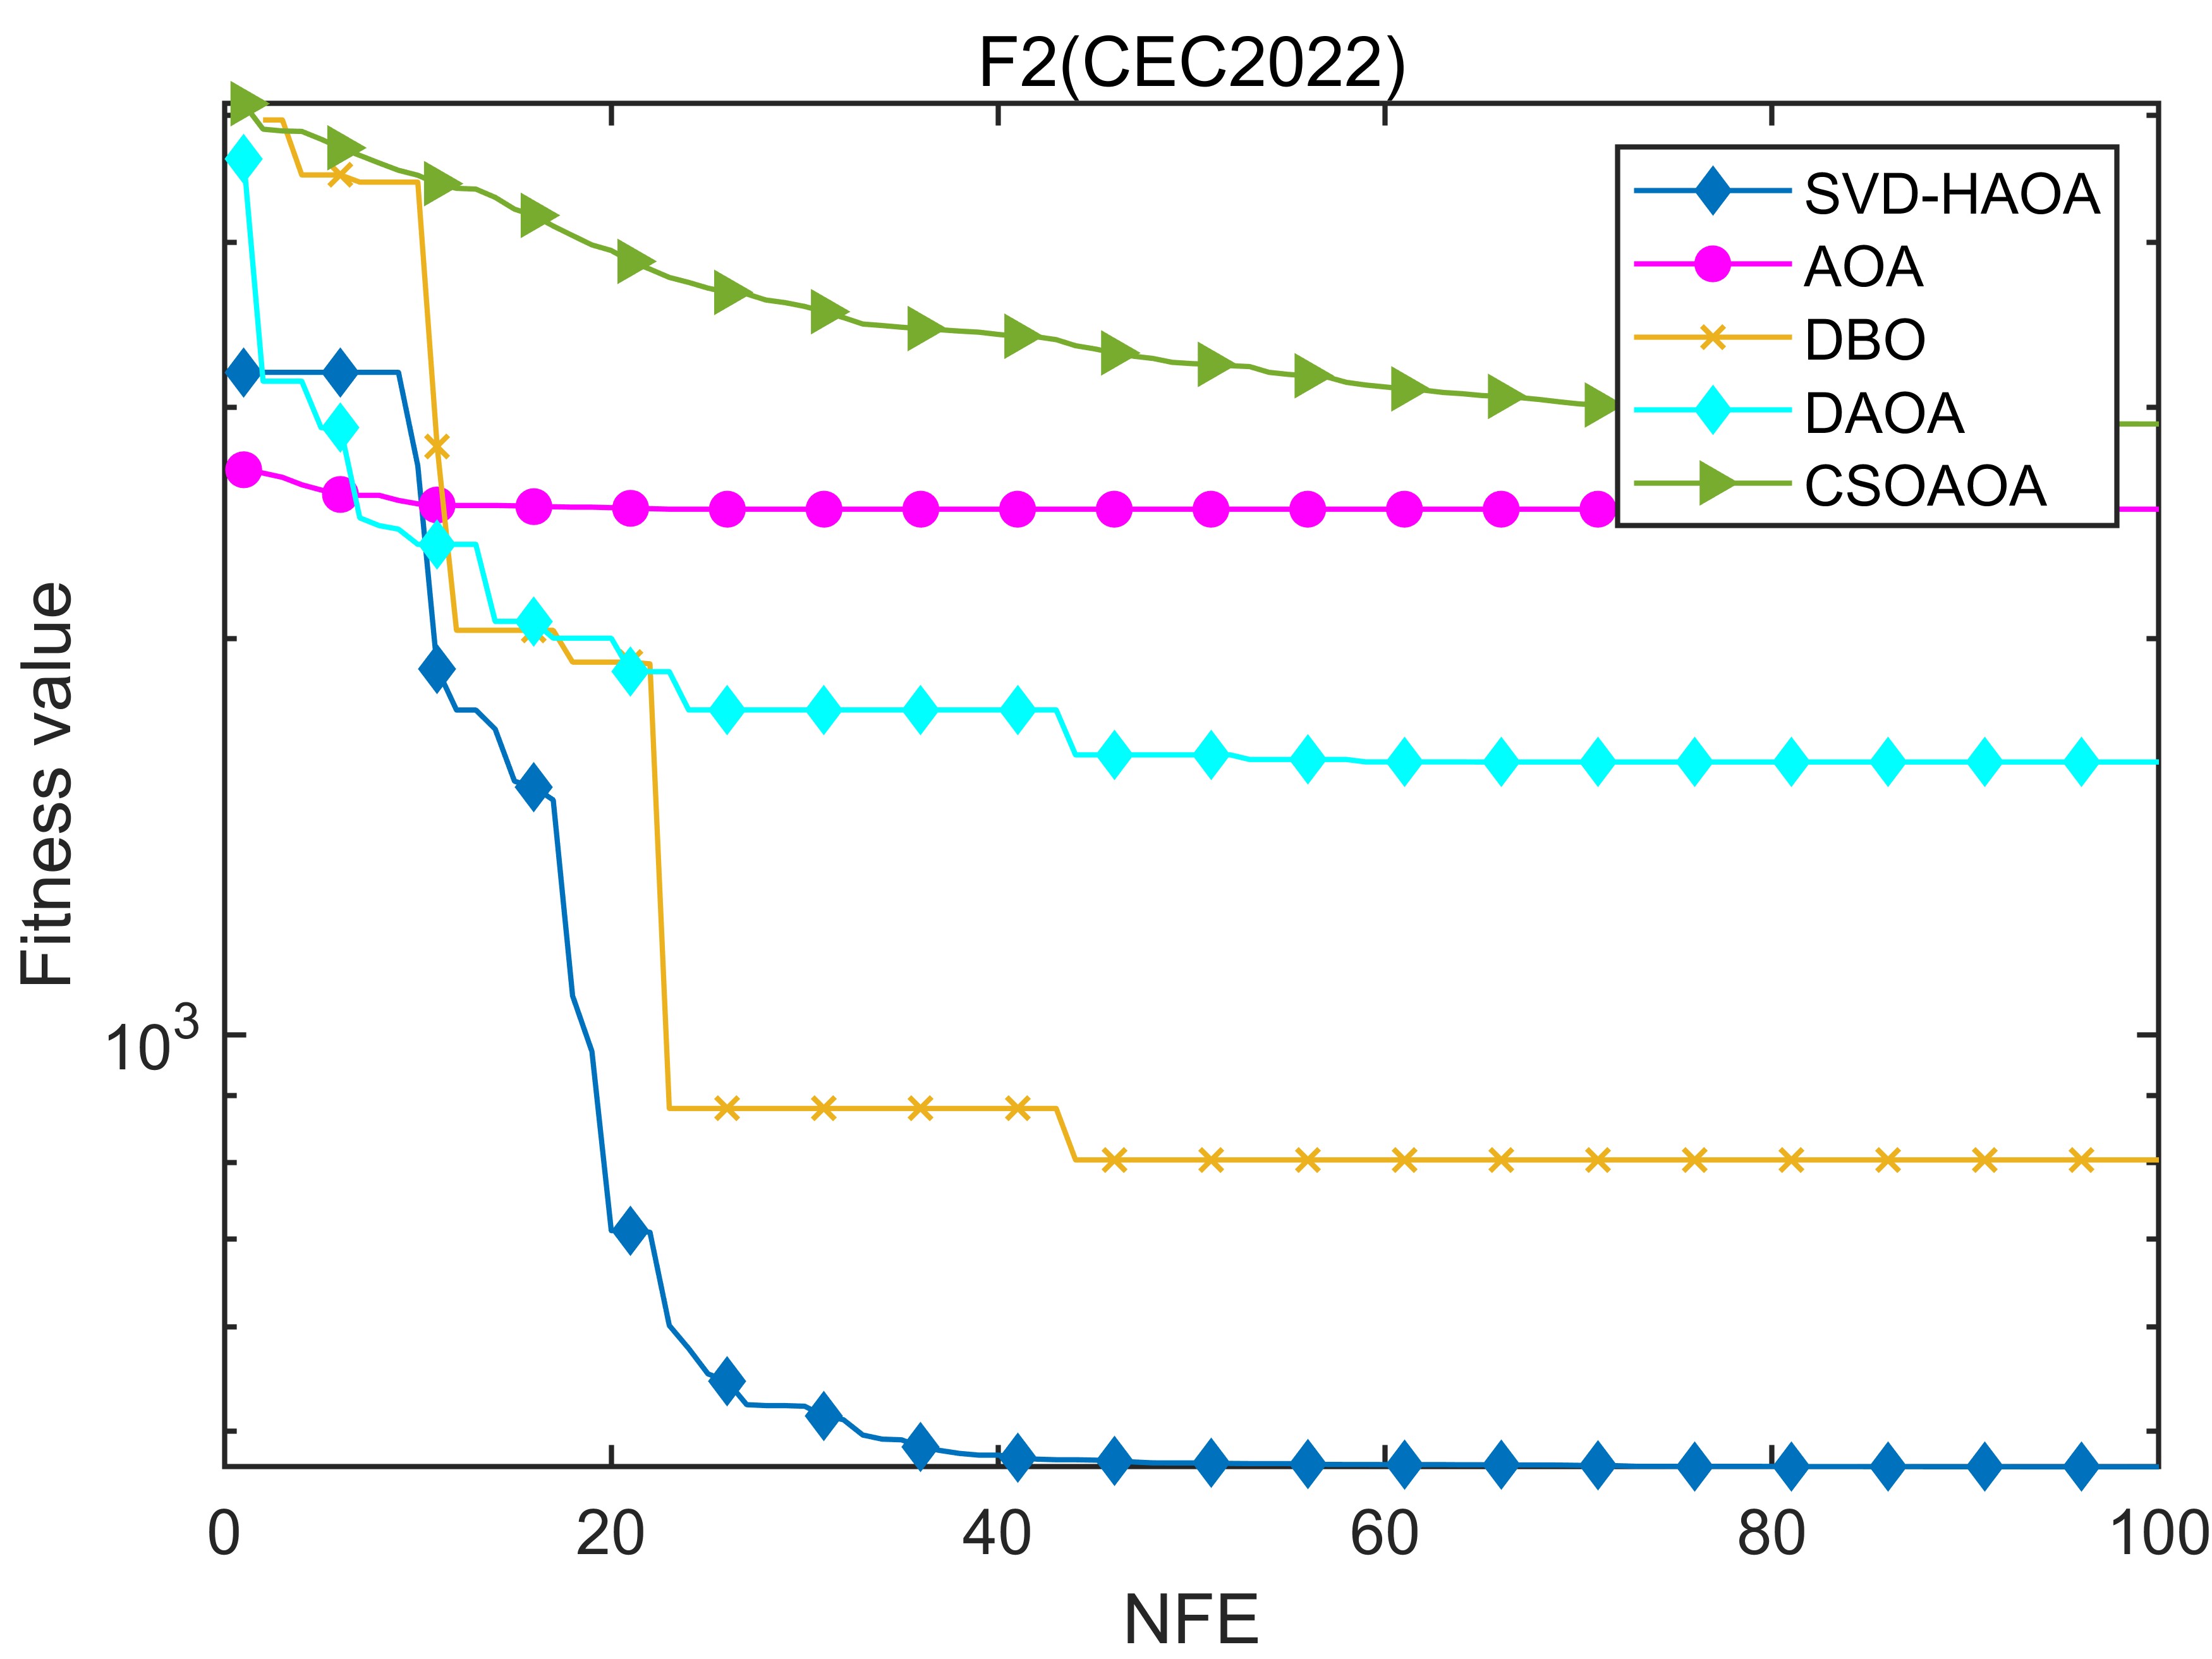 F2(CEC2022)
SVD-HAOA
AOA
DBO
DAOA
CSOAOA
Fitness value
10³
0 20 40 60 80 100
NFE